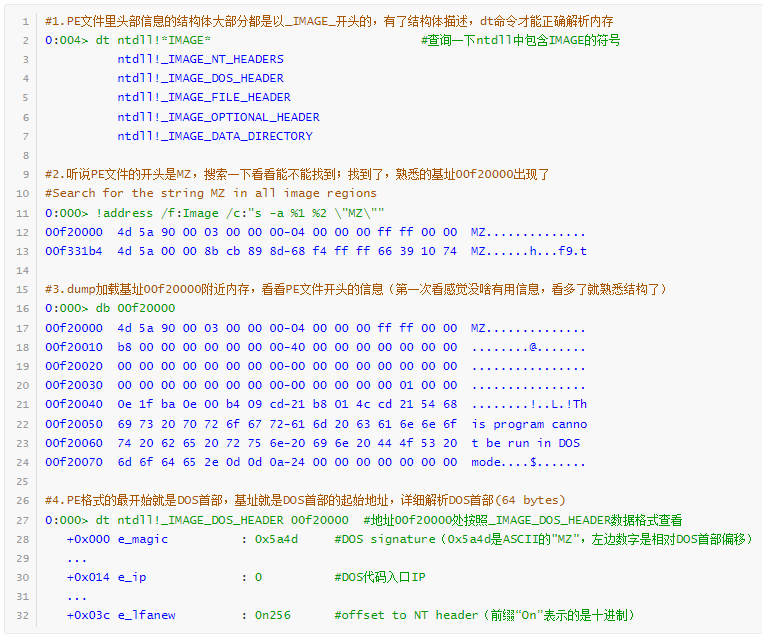 1 #1.PE文件里头部信息的结构体大部分都是以_IMAGE_开头的，有了结构体描述，dt命令才能正确解析内存
2 0:004> dt ntdll!*IMAGE* #查询一下ntdll中包含IMAGE的符号
3 ntdll!_IMAGE_NT_HEADERS
4 ntdll!_IMAGE_DOS_HEADER
5 ntdll!_IMAGE_FILE_HEADER
6 ntdll!_IMAGE_OPTIONAL_HEADER
7 ntdll!_IMAGE_DATA_DIRECTORY
8
9 #2.听说PE文件的开头是MZ，搜索一下看看能不能找到；找到了，熟悉的基址00f20000出现了
10 #Search for the string MZ in all image regions
11 0:000> !address /f:Image /c:"s -a %1 %2 \"MZ\""
12 00f20000 4d 5a 90 00 03 00 00 00-04 00 00 00 ff ff 00 00 MZ..............
13 00f331b4 4d 5a 00 00 8b cb 89 8d-68 f4 ff ff 66 39 10 74 MZ......h...f9.t
14
15 #3.dump加载基址00f20000附近内存，看看PE文件开头的信息（第一次看感觉没啥有用信息，看多了就熟悉结构了）
16 0:000> db 00f20000
17 00f20000 4d 5a 90 00 03 00 00 00-04 00 00 00 ff ff 00 00 MZ..............
18 00f20010 b8 00 00 00 00 00 00 00-40 00 00 00 00 00 00 00 ........@.......
19 00f20020 00 00 00 00 00 00 00 00-00 00 00 00 00 00 00 00 ................
20 00f20030 00 00 00 00 00 00 00 00-00 00 00 00 00 01 00 00 ................
21 00f20040 0e 1f ba 0e 00 b4 09 cd-21 b8 01 4c cd 21 54 68 ........!..L.!Th
22 00f20050 69 73 20 70 72 6f 67 72-61 6d 20 63 61 6e 6e 6f is program canno
23 00f20060 74 20 62 65 20 72 75 6e-20 69 6e 20 44 4f 53 20 t be run in DOS
24 00f20070 6d 6f 64 65 2e 0d 0d 0a-24 00 00 00 00 00 00 00 mode....$.......
25
26 #4.PE格式的最开始就是DOS首部，基址就是DOS首部的起始地址，详细解析DOS首部(64 bytes)
27 0:000> dt ntdll!_IMAGE_DOS_HEADER 00f20000 #地址00f20000处按照_IMAGE_DOS_HEADER数据格式查看
28 +0x000 e_magic : 0x5a4d #DOS signature（0x5a4d是ASCII的"MZ"，左边数字是相对DOS首部偏移）
29 ...
30 +0x014 e_ip : 0 #DOS代码入口IP
31 ...
32 +0x03c e_lfanew : 0n256 #offset to NT header（前缀“0n”表示的是十进制）